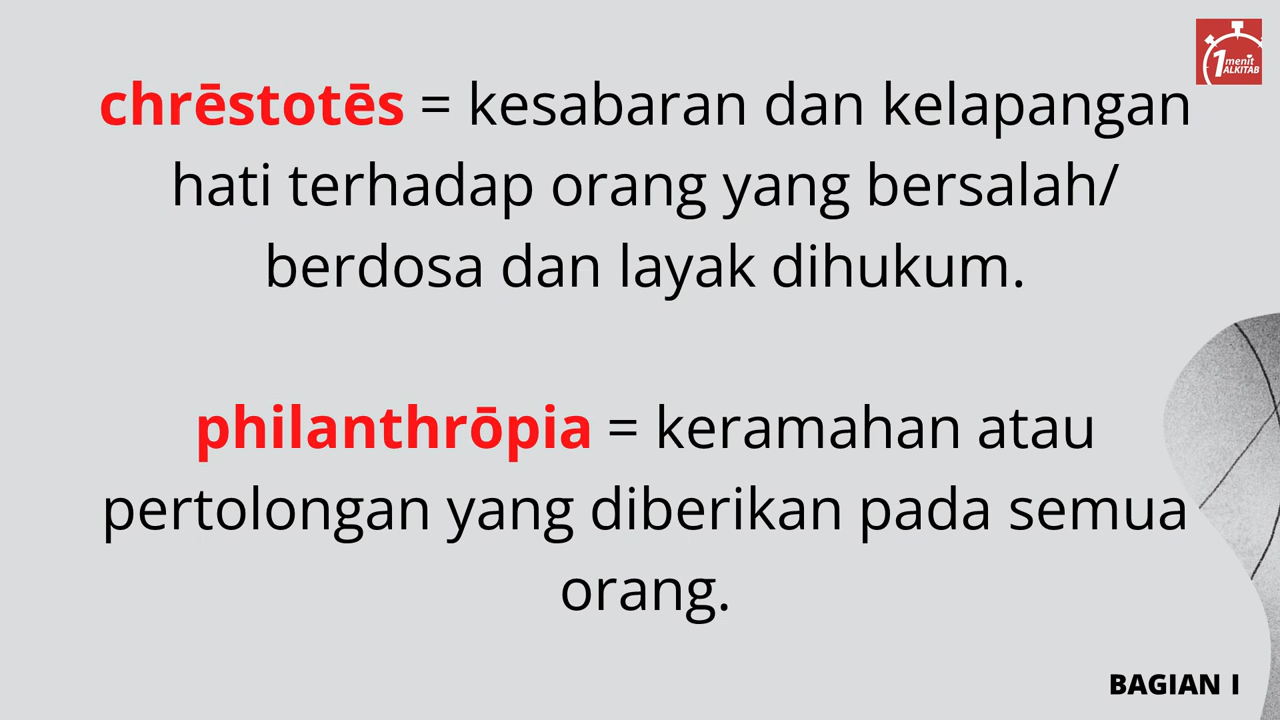 1 menit
ALKITAB
chrēstotēs = kesabaran dan kelapangan
hati terhadap orang yang bersalah/
berdosa dan layak dihukum.
philanthrōpia = keramahan atau
pertolongan yang diberikan pada semua
orang.
BAGIAN I